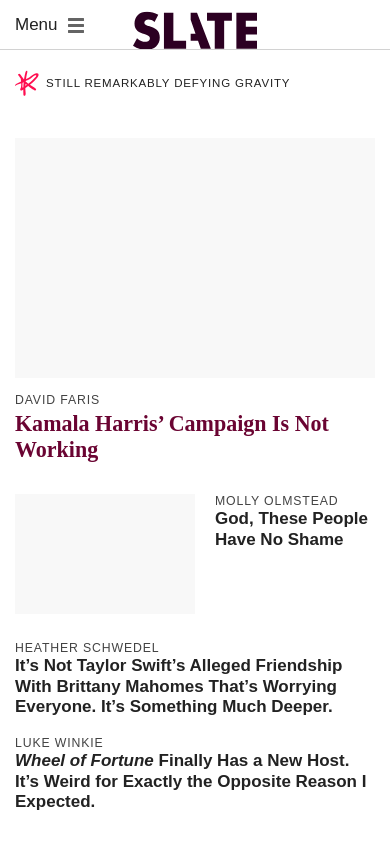 Menu
SLATE
STILL REMARKABLY DEFYING GRAVITY
DAVID FARIS
Kamala Harris’ Campaign Is Not
Working
MOLLY OLMSTEAD
God, These People
Have No Shame
HEATHER SCHWEDEL
It’s Not Taylor Swift’s Alleged Friendship
With Brittany Mahomes That’s Worrying
Everyone. It’s Something Much Deeper.
LUKE WINKIE
Wheel of Fortune Finally Has a New Host.
It’s Weird for Exactly the Opposite Reason I
Expected.